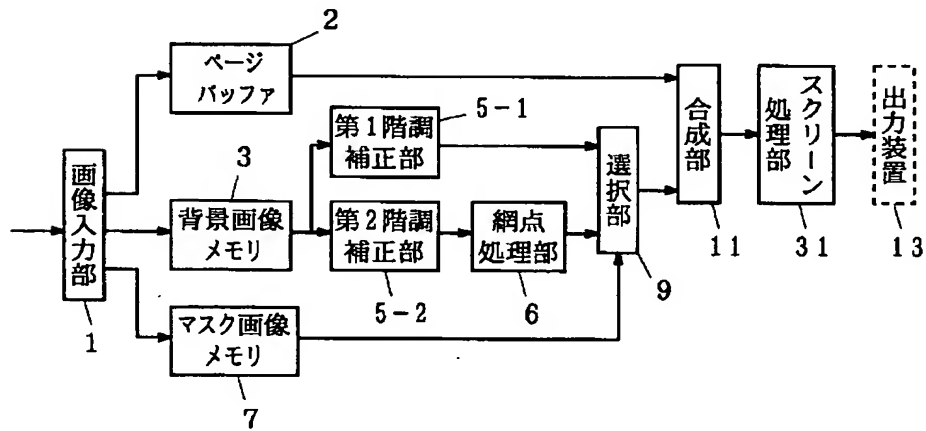 2
ページ
バッファ
5-1
第1階調
補正部
合成部
スクリーン
処理部
出力装置
画像入力部
3
背景画像
メモリ
第2階調
補正部
網点
処理部
選択部
11
31
13
1
5-2
6
9
マスク画像
メモリ
7